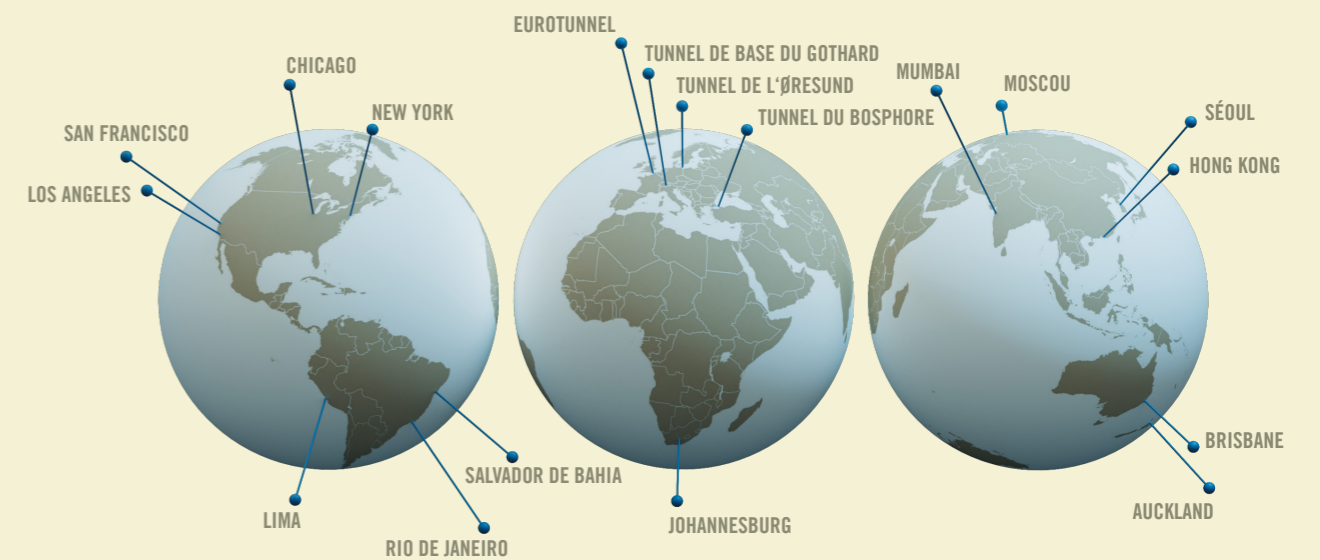 EUROTUNNEL
TUNNEL DE BASE DU GOTHARD
CHICAGO
TUNNEL DE L‘ØRESUND
MUMBAI
MOSCOU
NEW YORK
TUNNEL DU BOSPHORE
SÉOUL
SAN FRANCISCO
HONG KONG
LOS ANGELES
BRISBANE
SALVADOR DE BAHIA
AUCKLAND
LIMA
JOHANNESBURG
RIO DE JANEIRO